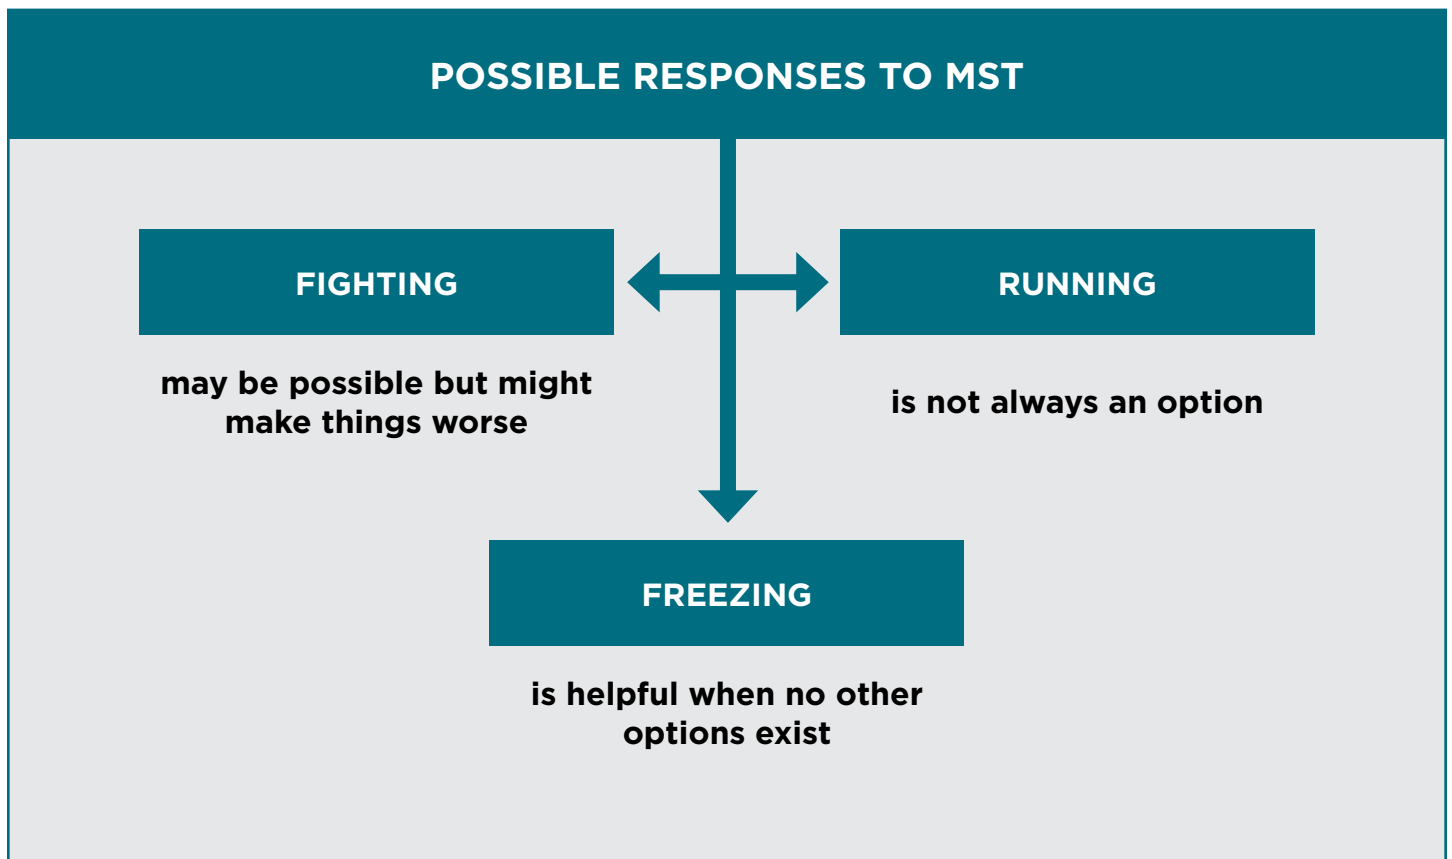 POSSIBLE RESPONSES TO MST
FIGHTING
may be possible but might
make things worse
RUNNING
is not always an option
FREEZING
is helpful when no other
options exist